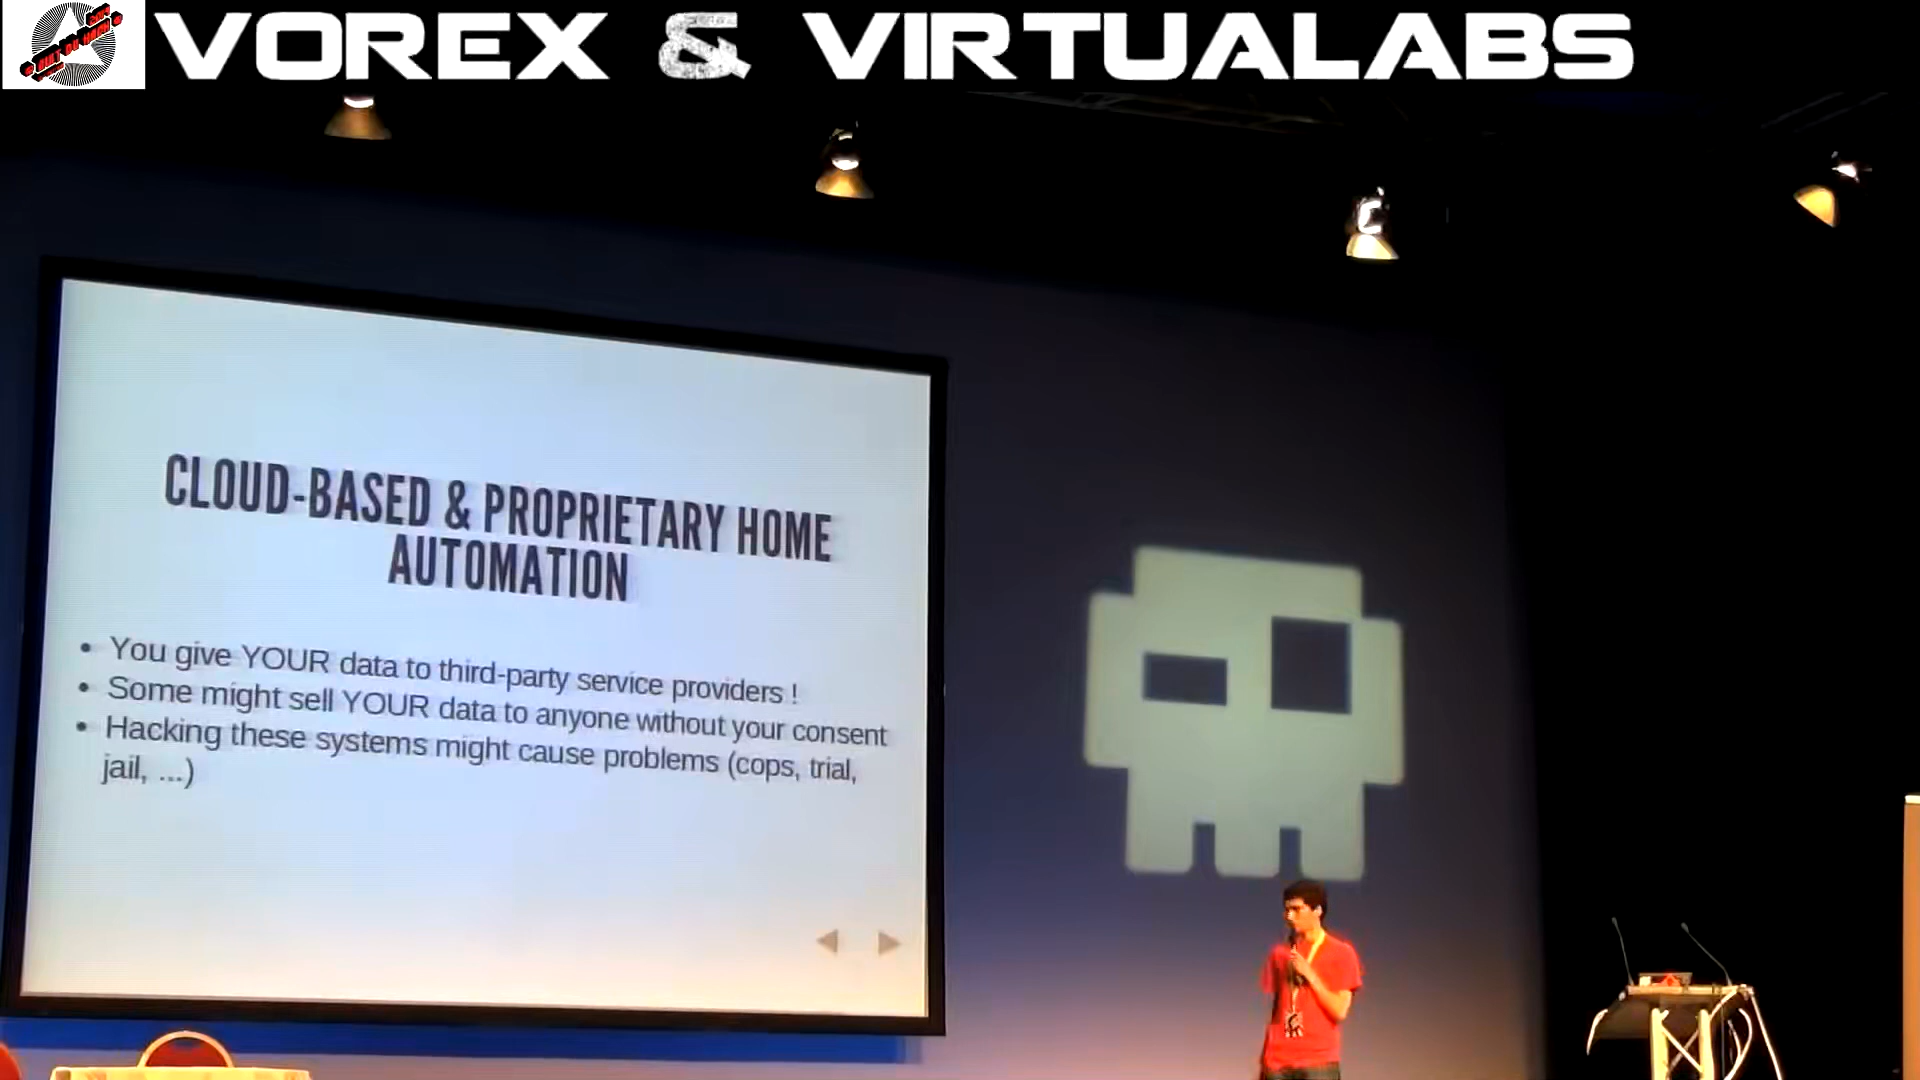 VOREX & VIRTUALABS
CLOUD-BASED & PROPRIETARY HOME
AUTOMATION
• You give YOUR data to third-party service providers !
• Some might sell YOUR data to anyone without your consent
• Hacking these systems might cause problems (cops, trial,
jail, ...)